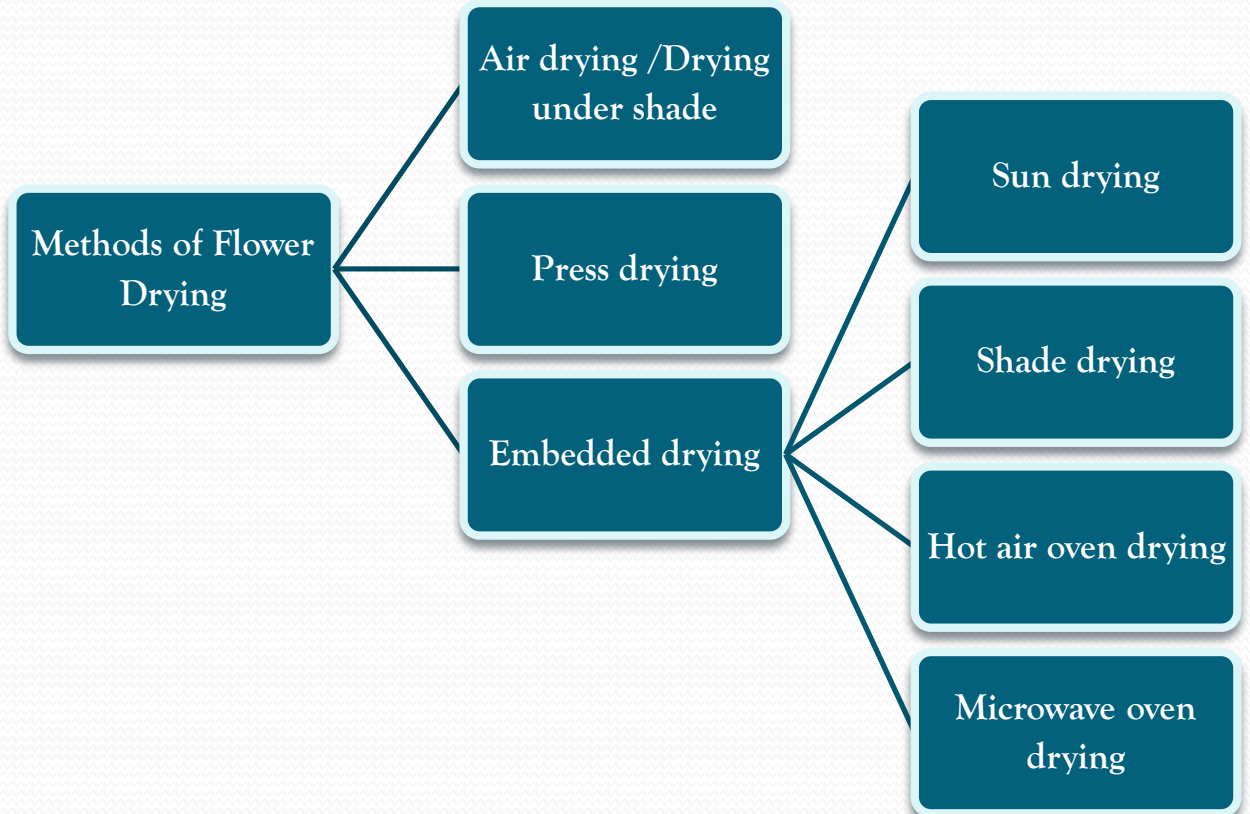 Methods of Flower
Drying
Air drying /Drying
under shade
Press drying
Embedded drying
Sun drying
Shade drying
Hot air oven drying
Microwave oven
drying